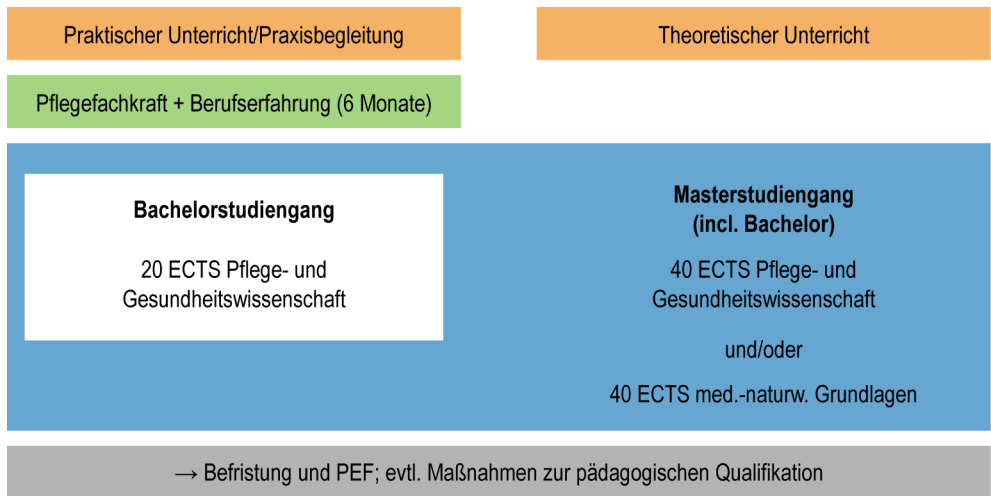 Praktischer Unterricht/Praxisbegleitung
Theoretischer Unterricht
Pflegefachkraft + Berufserfahrung (6 Monate)
Bachelorstudiengang
20 ECTS Pflege- und
Gesundheitswissenschaft
Masterstudiengang
(incl. Bachelor)
40 ECTS Pflege- und
Gesundheitswissenschaft
und/oder
40 ECTS med.-naturw. Grundlagen
→ Befristung und PEF; evtl. Maßnahmen zur pädagogischen Qualifikation